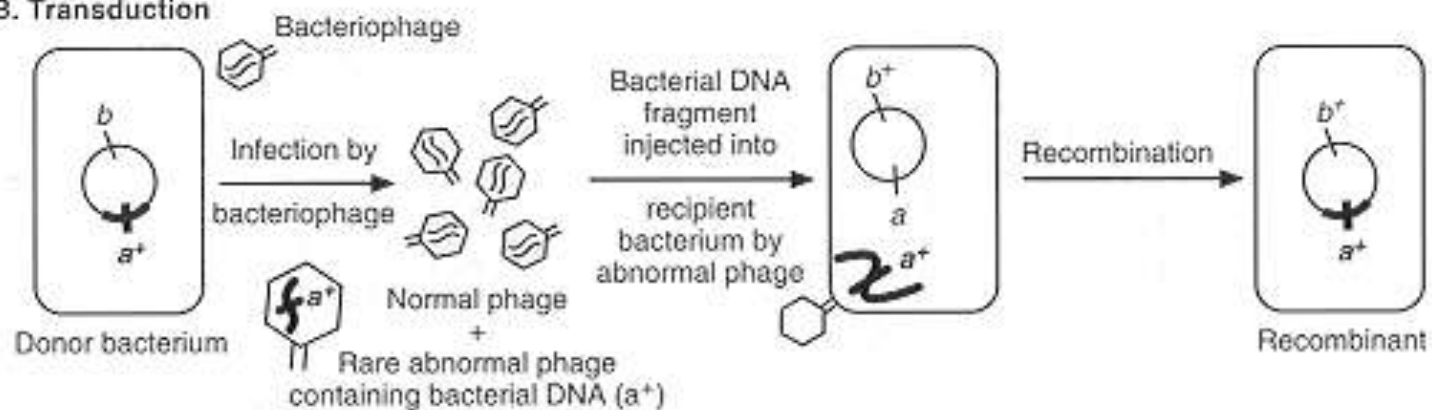 3. Transduction
Bacteriophage
b
a+
Donor bacterium
Infection by
bacteriophage
a+
Normal phage
+
Rare abnormal phage
containing bacterial DNA (a+)
Bacterial DNA
fragment
injected into
recipient
bacterium by
abnormal phage
b+
a
a+
Recombination
b+
a+
Recombinant